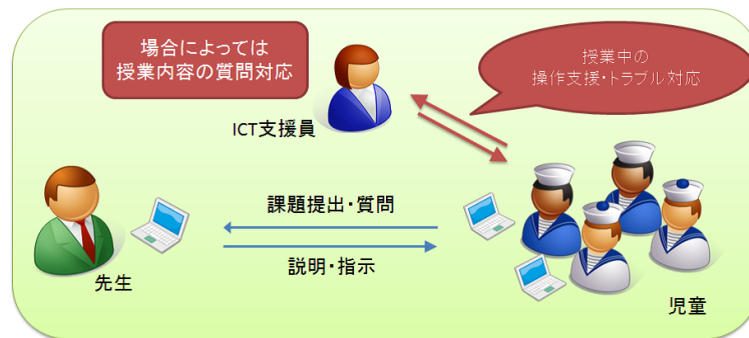 場合によっては
授業内容の質問対応
授業中の
操作支援・トラブル対応
ICT支援員
課題提出・質問
説明・指示
先生
児童